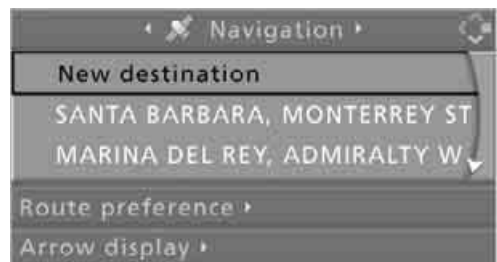 Navigation
New destination
SANTA BARBARA, MONTERREY ST
MARINA DEL REY, ADMIRALTY W
Route preference
Arrow display